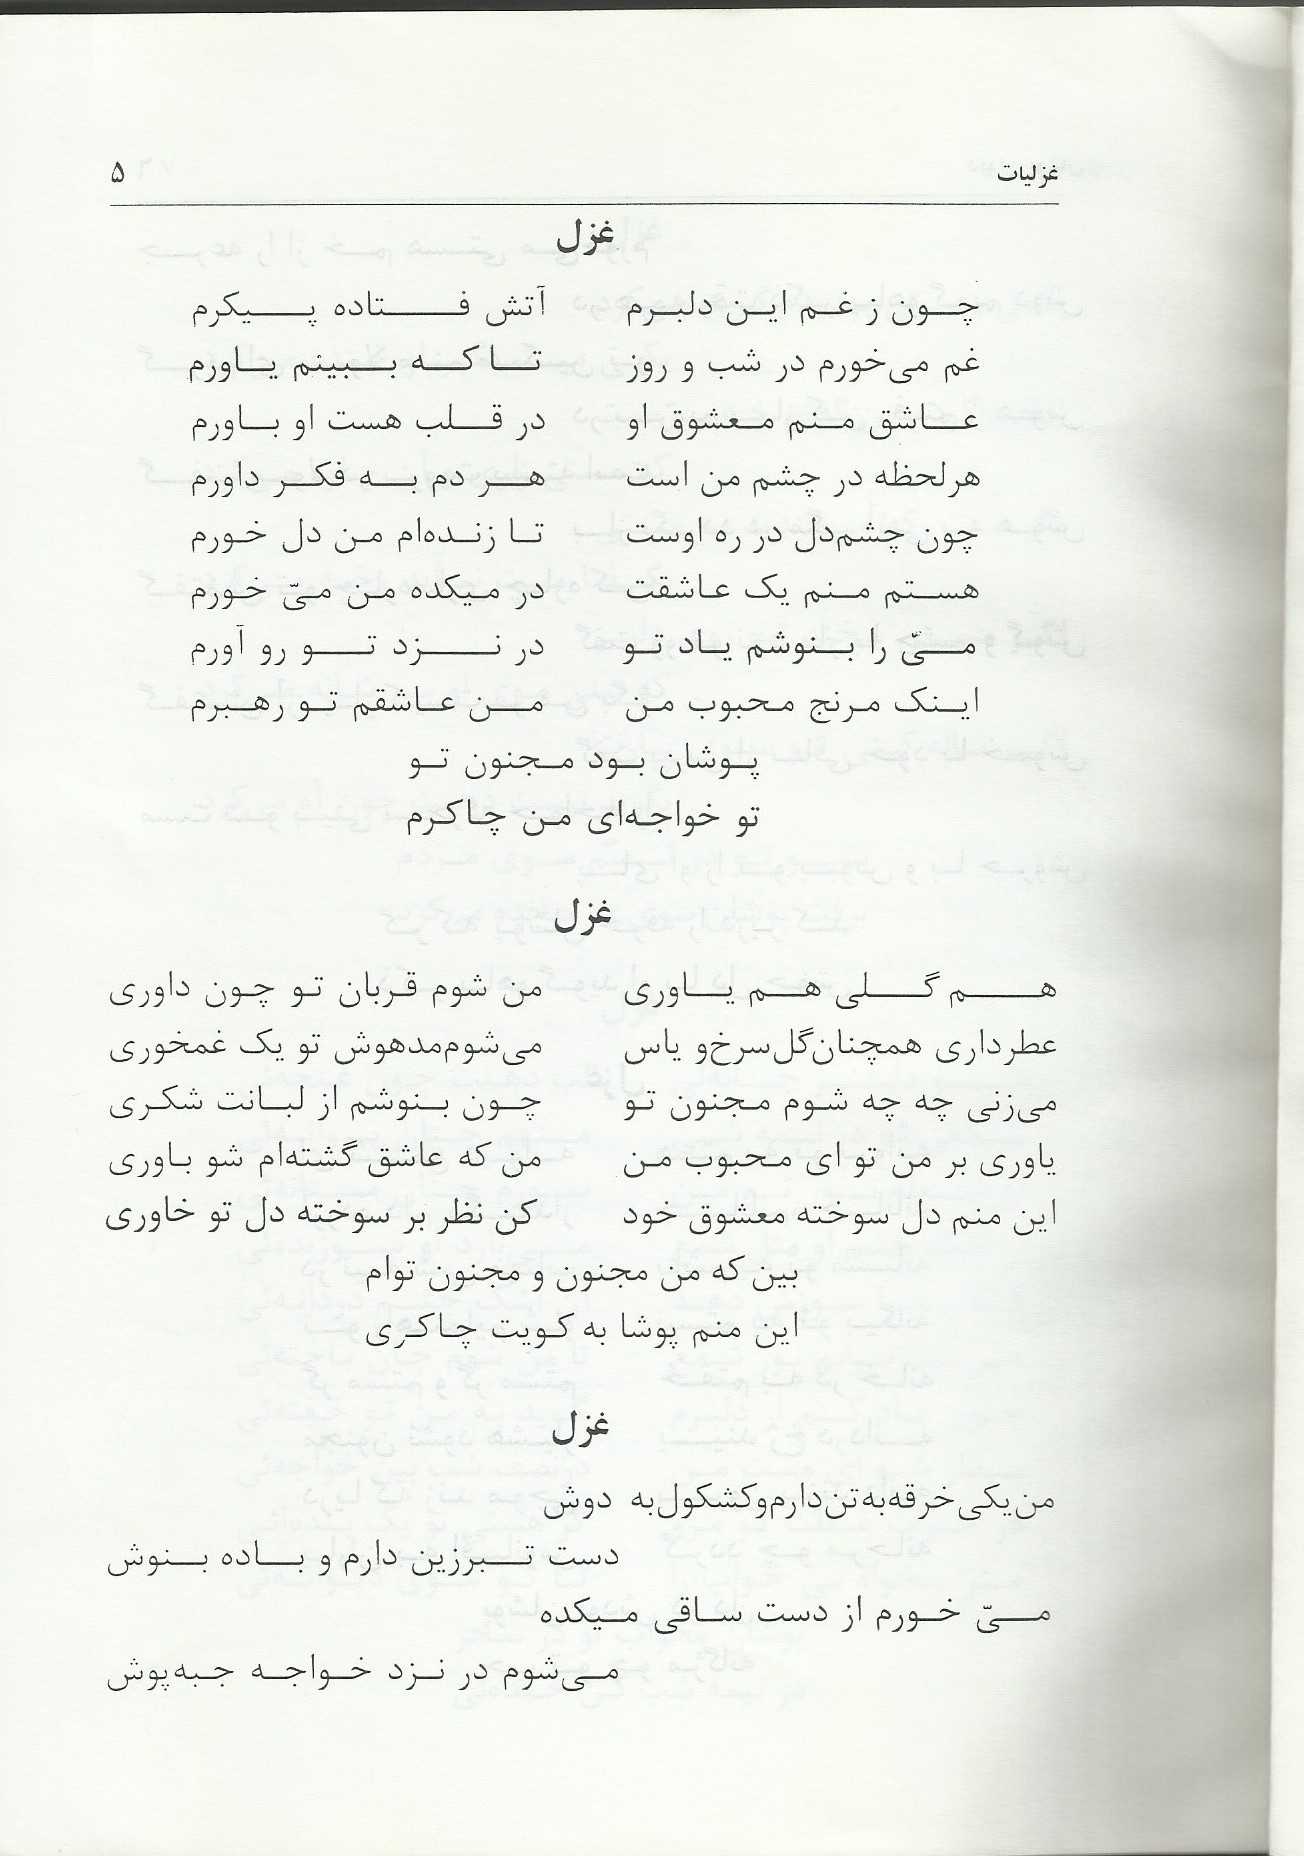 غزلیات ۵
غزل
چون ز غم این دلبرم آتش فتاده پیکرم
غم می‌خورم در شب و روز تا که ببینم یاورم
عاشق منم معشوق او در قلب هست او باورم
هرلحظه در چشم من است هر دم به فکر داورم
چون چشم‌دل در ره اوست تا زنده‌ام من دل خورم
هستم منم یک عاشقت در میکده من میّ خورم
میّ را بنوشم یاد تو در نزد تو رو آورم
اینک مرنج محبوب من من عاشقم تو رهبرم
پوشان بود مجنون تو
تو خواجه‌ای من چاکرم
غزل
هم گلی هم یاوری من شوم قربان تو چون داوری
عطرداری همچنان‌گل‌سرخ‌و یاس می‌شوم‌مدهوش تو یک غمخوری
می‌زنی چه چه شوم مجنون تو چون بنوشم از لبانت شکری
یاوری بر من تو ای محبوب من من که عاشق گشته‌ام شو باوری
این منم دل سوخته معشوق خود کن نظر بر سوخته دل تو خاوری
بین که من مجنون و مجنون توام
این منم پوشا به کویت چاکری
غزل
من‌یکی‌خرقه‌به‌تن‌دارم‌وکشکول‌به دوش
دست تبرزین دارم و باده بنوش
میّ خورم از دست ساقی میکده
می‌شوم در نزد خواجه جبه‌پوش